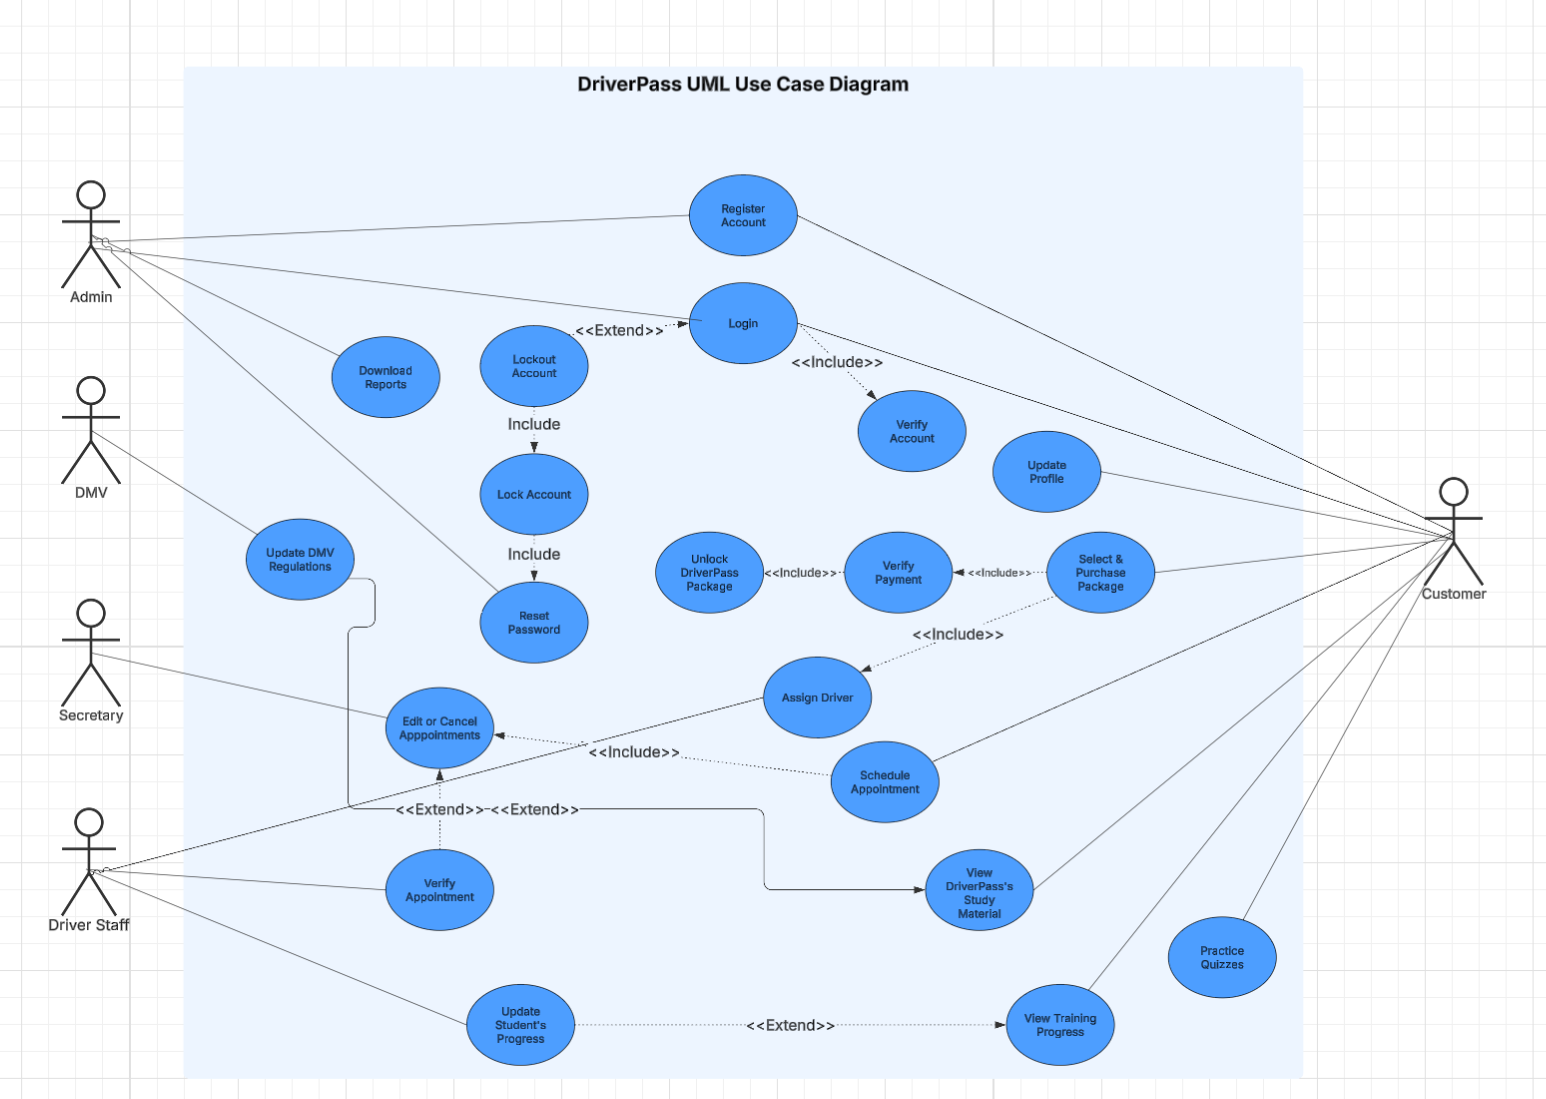 DriverPass UML Use Case Diagram
Register
Account
Admin
Login
<<Extend>>
Lockout
Account
<<Include>>
Download
Reports
Include
Verify
Account
Update
Profile
DMV
Lock Account
Include
Update DMV
Regulations
Unlock
DriverPass
Package
<<Include>>
Verify
Payment
<<Include>>
Select &
Purchase
Package
Customer
Reset
Password
<<Include>>
Secretary
Assign Driver
Edit or Cancel
Apppointments
<<Include>>
Schedule
Appointment
<<Extend>>
<<Extend>>
Verify
Appointment
View
DriverPass's
Study
Material
Driver Staff
Practice
Quizzes
Update
Student's
Progress
<<Extend>>
View Training
Progress